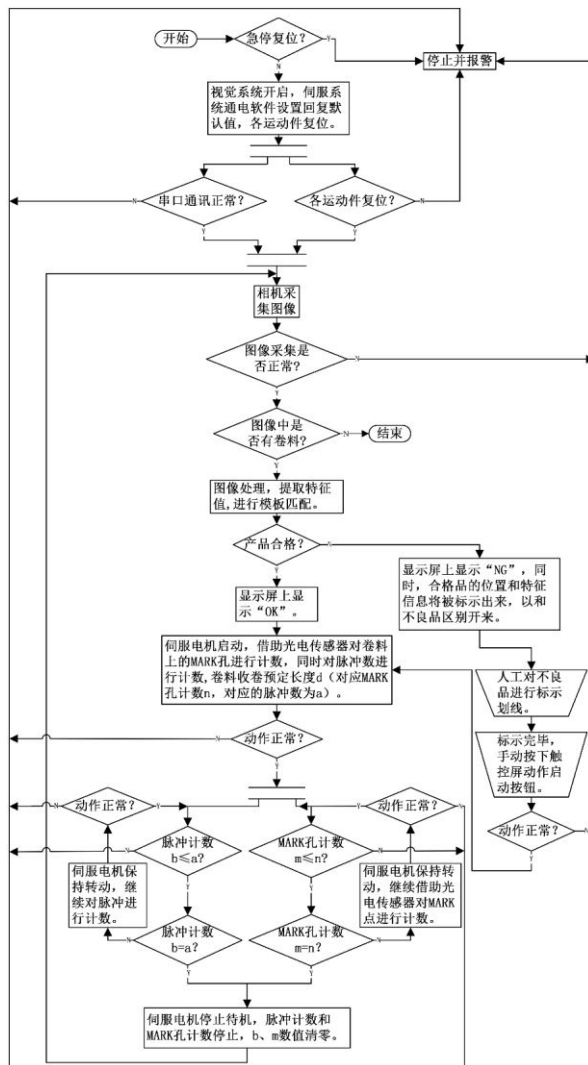 开始
急停复位?
Y
停止并报警
N
视觉系统开启，伺服系
统通电软件设置回复默
认值，各运动件复位。
N
串口通讯正常?
各运动件复位?
N
Y
Y
相机采
集图像
图像采集是
否正常?
N
Y
图像中是
否有卷料?
N
结束
Y
图像处理，提取特征
值,进行模板匹配。
产品合格?
N
Y
显示屏上显示“NG”，同
时，合格品的位置和特征
信息将被标示出来，以和
不良品区别开来。
显示屏上显
示“OK”。
伺服电机启动，借助光电传感器对卷料
上的MARK孔进行计数，同时对脉冲数进
行计数,卷料收卷预定长度d（对应MARK
孔计数n，对应的脉冲数为a）。
人工对不良
品进行标示
划线。
标示完毕，
手动按下触
控屏动作启
动按钮。
N
动作正常?
Y
动作正常?
N
Y
N
动作正常?
Y
Y
动作正常?
N
N
脉冲计数
b≤a?
MARK孔计数
m≤n?
N
Y
Y
伺服电机保
持转动，继
续对脉冲进
行计数。
伺服电机保持转
动，继续借助光
电传感器对MARK
点进行计数。
N
脉冲计数
b=a?
MARK孔计数
m=n?
N
Y
Y
伺服电机停止待机，脉冲计数和
MARK孔计数停止，b、m数值清零。